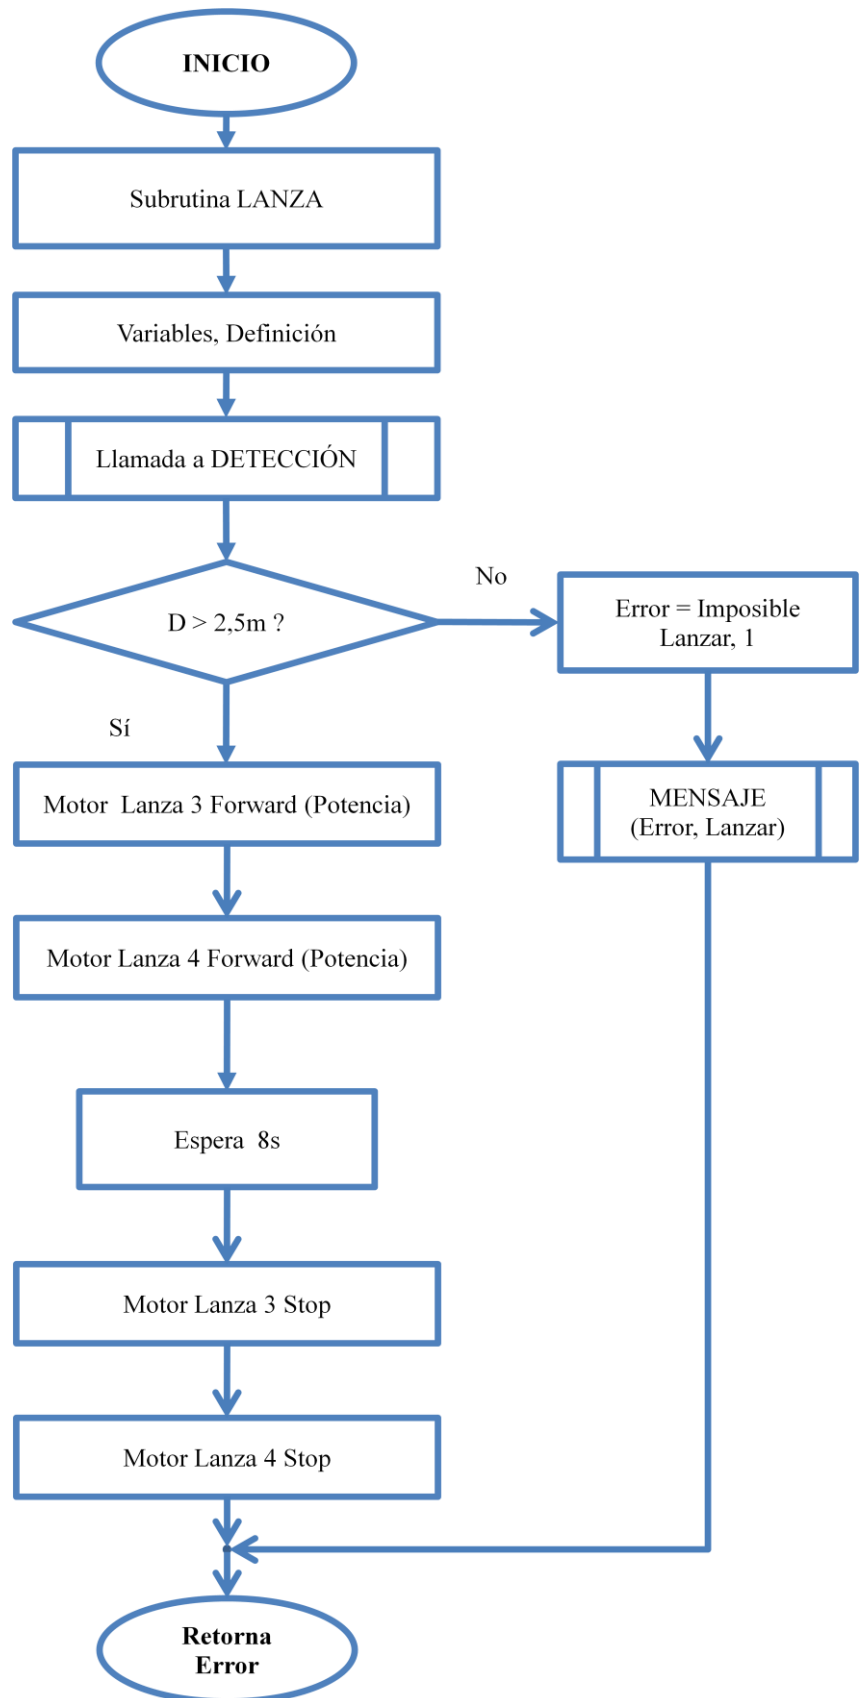 INICIO
Subrutina LANZA
Variables, Definición
Llamada a DETECCIÓN
D > 2,5m ?
No
Error = Imposible
Lanzar, 1
Sí
Motor Lanza 3 Forward (Potencia)
MENSAJE
(Error, Lanzar)
Motor Lanza 4 Forward (Potencia)
Espera 8s
Motor Lanza 3 Stop
Motor Lanza 4 Stop
Retorna
Error